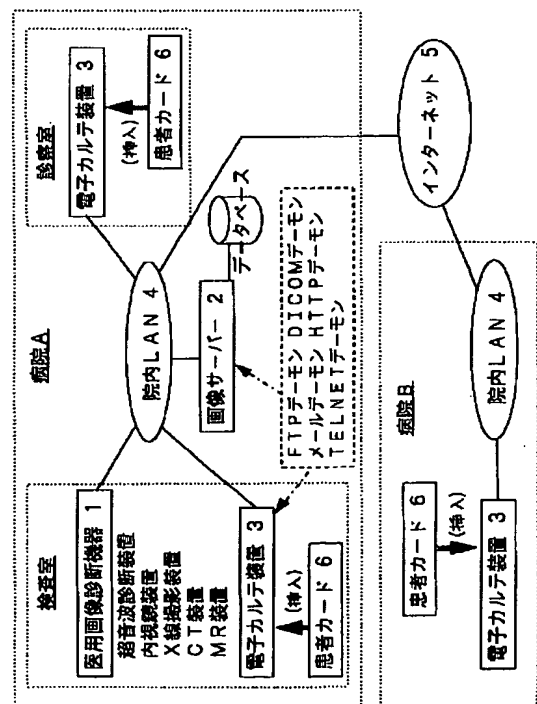 病院A
検査室
医用画像診断機器 1
超音波診断装置
内視鏡装置
X線撮影装置
CT装置
MR装置
電子カルテ装置 3
(挿入)
患者カード 6
院内LAN 4
画像サーバー 2
データベース
FTPデーモン DICOMデーモン
メールデーモン HTTPデーモン
TELNETデーモン
診察室
電子カルテ装置 3
(挿入)
患者カード 6
病院B
患者カード 6
(挿入)
電子カルテ装置 3
院内LAN 4
インターネット 5